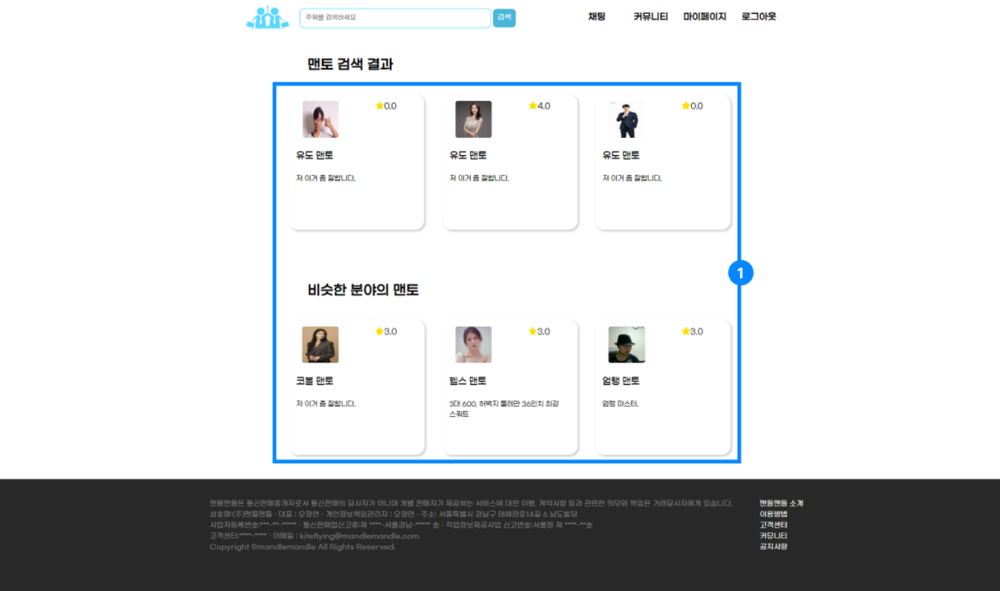 주제를 검색하세요
검색
채팅
커뮤니티
마이페이지
로그아웃
맨토 검색 결과
0.0
4.0
0.0
유도 맨토
유도 맨토
유도 맨토
저 이거 좀 잘합니다.
저 이거 좀 잘합니다.
저 이거 좀 잘합니다.
1
비슷한 분야의 맨토
3.0
3.0
3.0
코볼 맨토
헬스 맨토
엄랭 맨토
저 이거 좀 잘합니다.
3대 600, 허벅지 둘레만 36인치 최강
스쿼트
엄랭 마스터.
맨들맨들은 통신판매중개자로서 통신판매의 당사자가 아니며 개별 판매자가 제공하는 서비스에 대한 이행, 계약사항 등과 관련한 의무와 책임은 거래당사자에게 있습니다.
상호명:(주)맨들맨들 · 대표 : 오정연 · 개인정보책임관리자 : 오정연 · 주소: 서울특별시 강남구 테헤란로14길 6 남도빌딩
사업자등록번호:***-**-***** · 통신판매업신고증:제 ****-서울강남-***** 호 · 직업정보제공사업 신고번호:서울청 제 ****-**호
고객센터:****-**** · 이메일 : kiteflying@mandlemandle.com
Copyright ©mandlemandle All Rights Reserved.
맨들맨들 소개
이용방법
고객센터
커뮤니티
공지사항